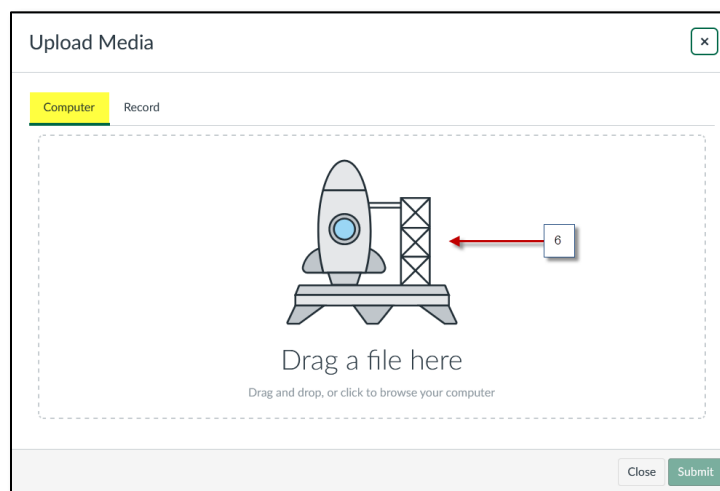 Upload Media
×
Computer Record
6
Drag a file here
Drag and drop, or click to browse your computer
Close Submit